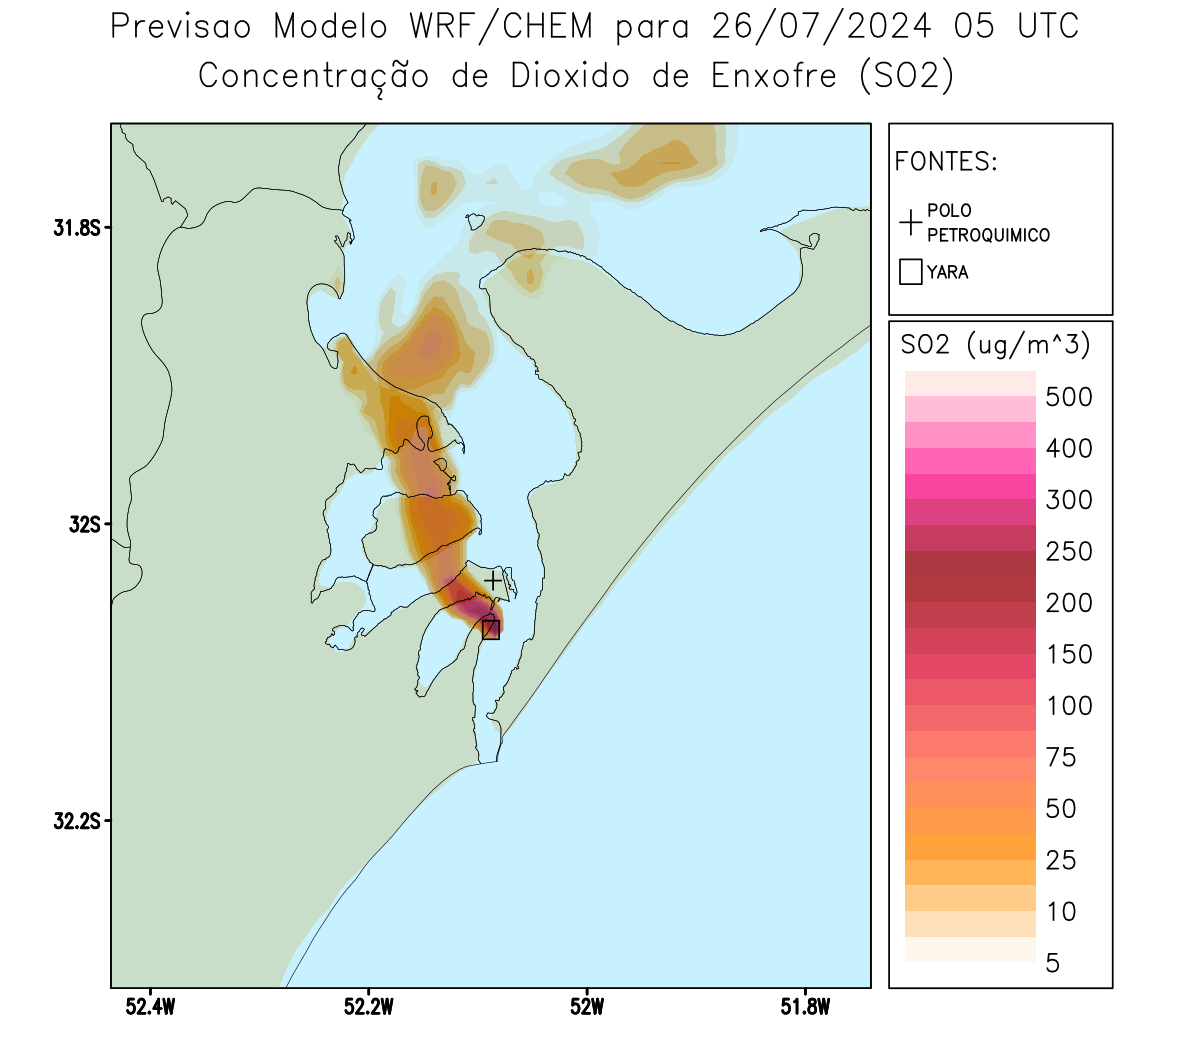 Previsao Modelo WRF/CHEM para 26/07/2024 05 UTC
Concentração de Dioxido de Enxofre (SO2)
FONTES:
POLO
PETROQUIMICO
YARA
31.8S
32S
32.2S
52.4W
52.2W
52W
51.8W
SO2 (ug/m^3)
500
400
300
250
200
150
100
75
50
25
10
5